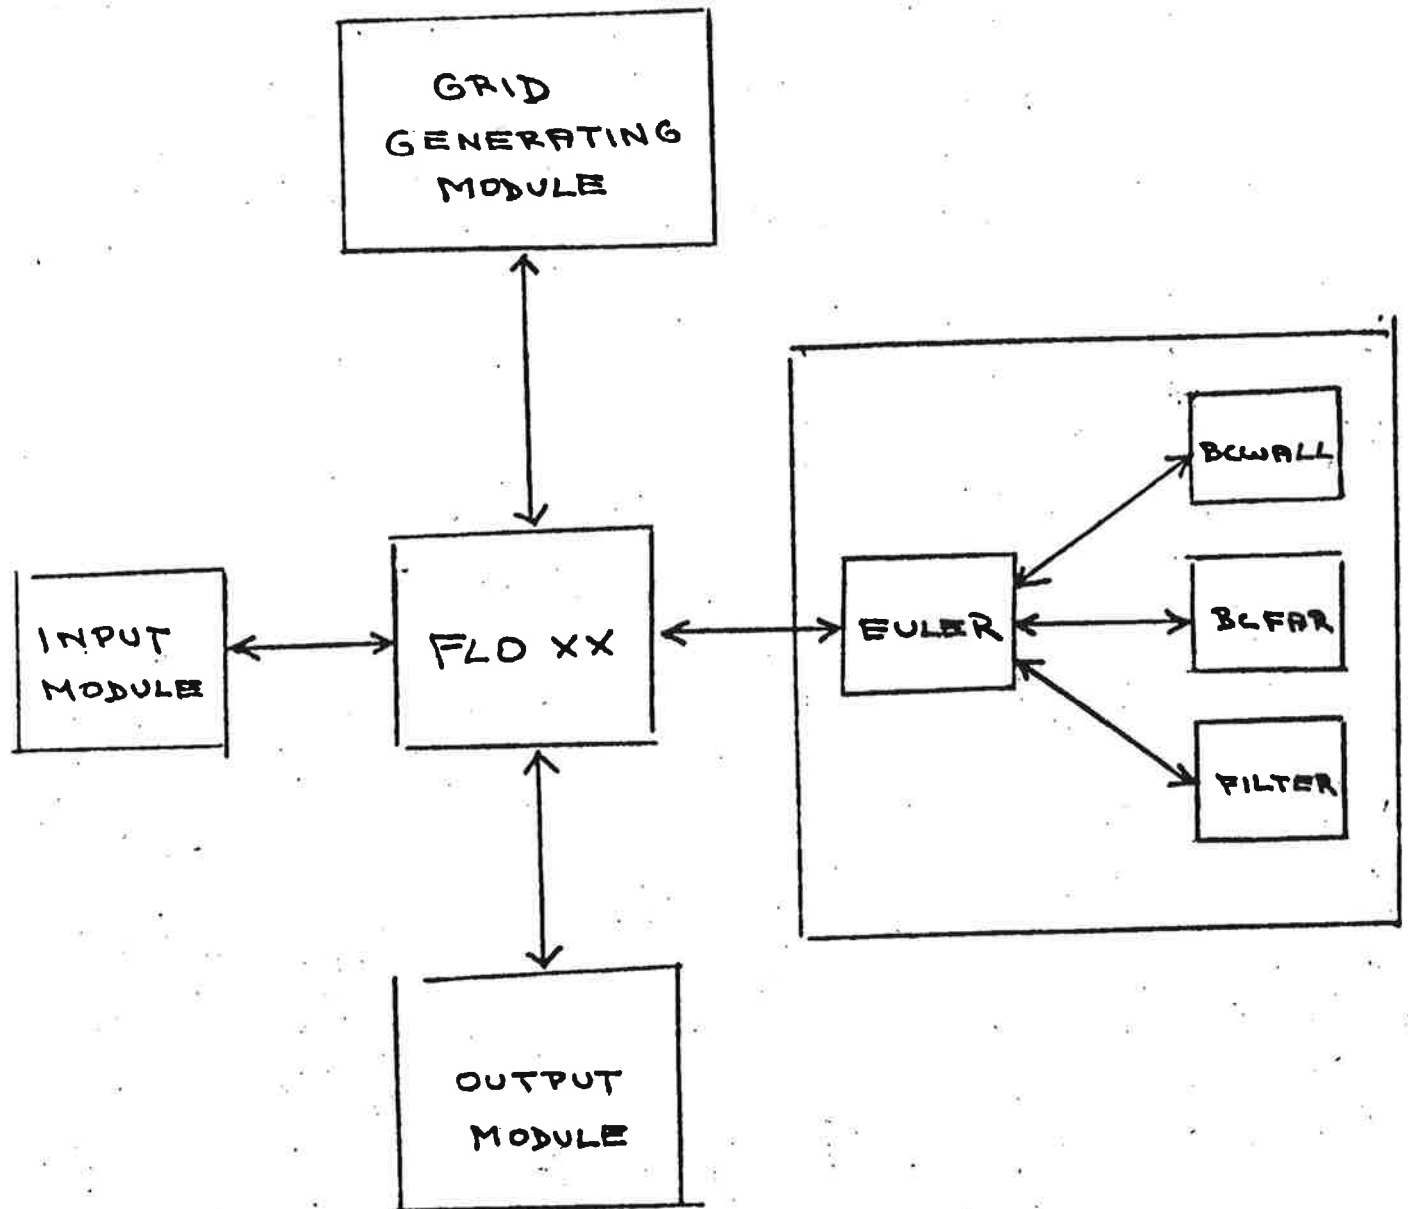 GRID
GENERATING
MODULE
BCWALL
INPUT
MODULE
FLO XX
EULER
BCFAR
FILTER
OUTPUT
MODULE